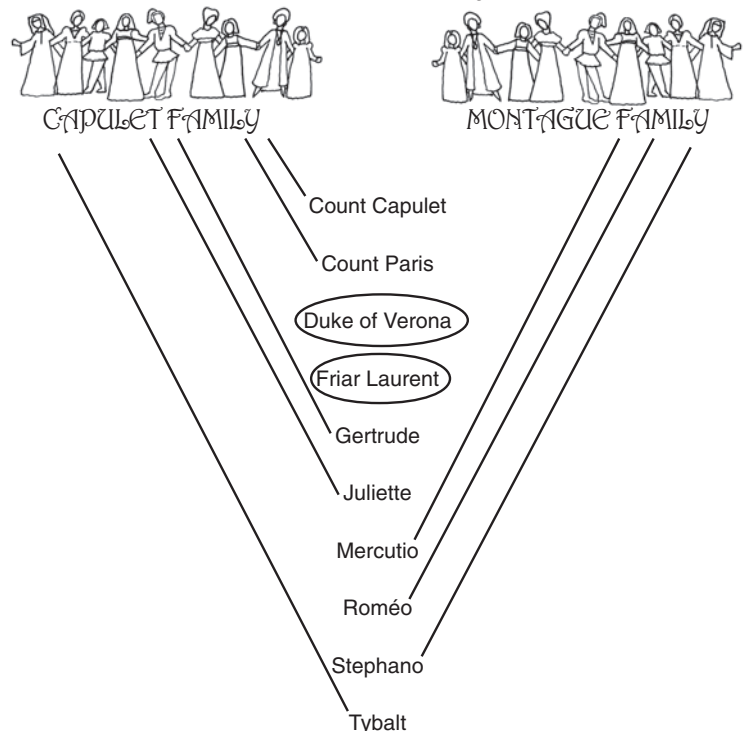 CAPULET FAMILY MONTAGUE FAMILY
Count Capulet
Count Paris
Duke of Verona
Friar Laurent
Gertrude
Juliette
Mercutio
Roméo
Stephano
Tybalt